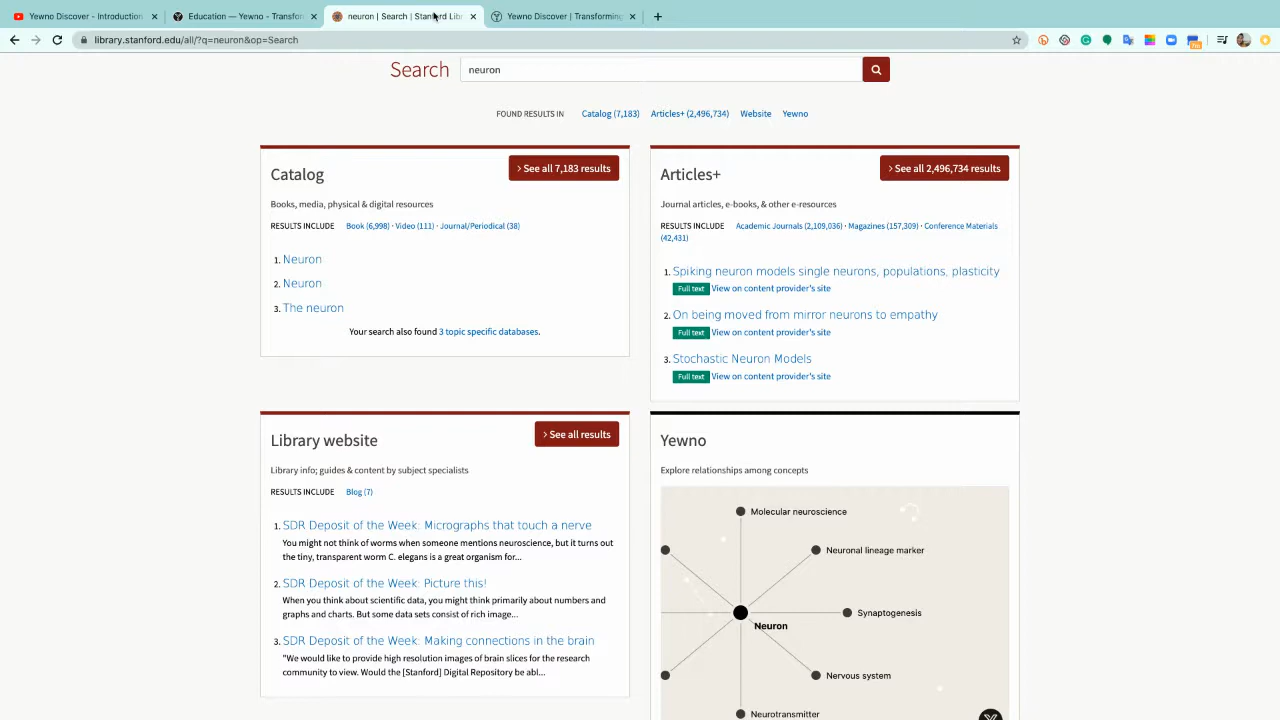 Yewno Discover - Introduction
Education — Yewno - Transfor
neuron | Search | Stanford Libr
Yewno Discover | Transforming
library.stanford.edu/all/?q=neuron&op=Search
Search neuron
FOUND RESULTS IN Catalog (7,183) Articles+ (2,496,734) Website Yewno
Catalog
> See all 7,183 results
Books, media, physical & digital resources
RESULTS INCLUDE Book (6,998) · Video (111) · Journal/Periodical (38)
1. Neuron
2. Neuron
3. The neuron
Your search also found 3 topic specific databases.
Articles+
> See all 2,496,734 results
Journal articles, e-books, & other e-resources
RESULTS INCLUDE Academic Journals (2,109,036) · Magazines (157,309) · Conference Materials
(42,431)
1. Spiking neuron models single neurons, populations, plasticity
Full text View on content provider's site
2. On being moved from mirror neurons to empathy
Full text View on content provider's site
3. Stochastic Neuron Models
Full text View on content provider's site
Library website
> See all results
Library info; guides & content by subject specialists
RESULTS INCLUDE Blog (7)
1. SDR Deposit of the Week: Micrographs that touch a nerve
You might not think of worms when someone mentions neuroscience, but it turns out
the tiny, transparent worm C. elegans is a great organism for...
2. SDR Deposit of the Week: Picture this!
When you think about scientific data, you might think primarily about numbers and
graphs and charts. But some data sets consist of rich image...
3. SDR Deposit of the Week: Making connections in the brain
"We would like to provide high resolution images of brain slices for the research
community to view. Would the [Stanford] Digital Repository be abl...
Yewno
Explore relationships among concepts
Molecular neuroscience
Neuronal lineage marker
Synaptogenesis
Neuron
Nervous system
Neurotransmitter